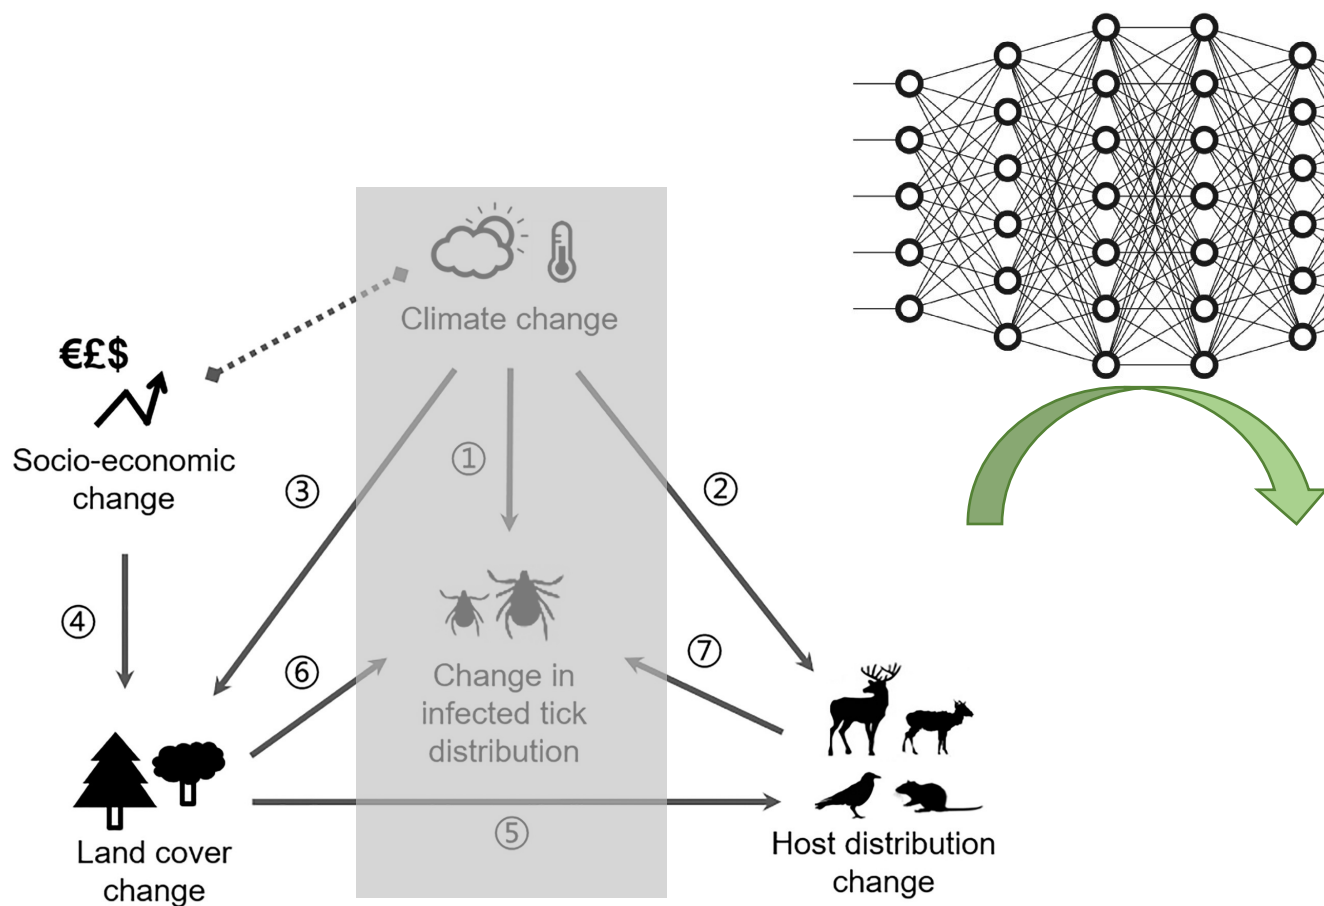 Climate change
€£$
Socio-economic
change
①
③
②
④
⑥
⑦
Change in
infected tick
distribution
⑤
Land cover
change
Host distribution
change